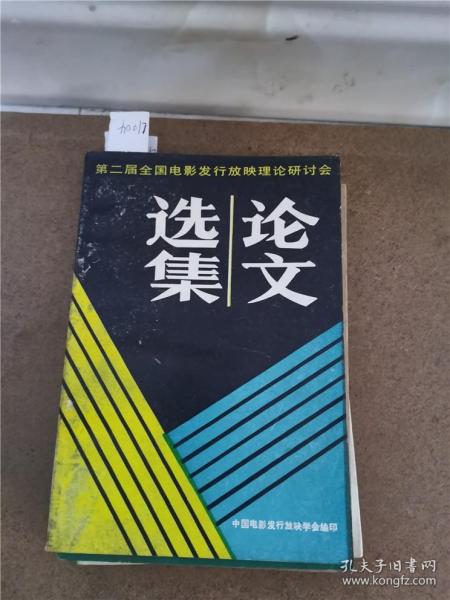 第二届全国电影发行放映理论研讨会
论文
选集
中国电影发行放映学会编印
孔夫子旧书网
www.kongfz.com